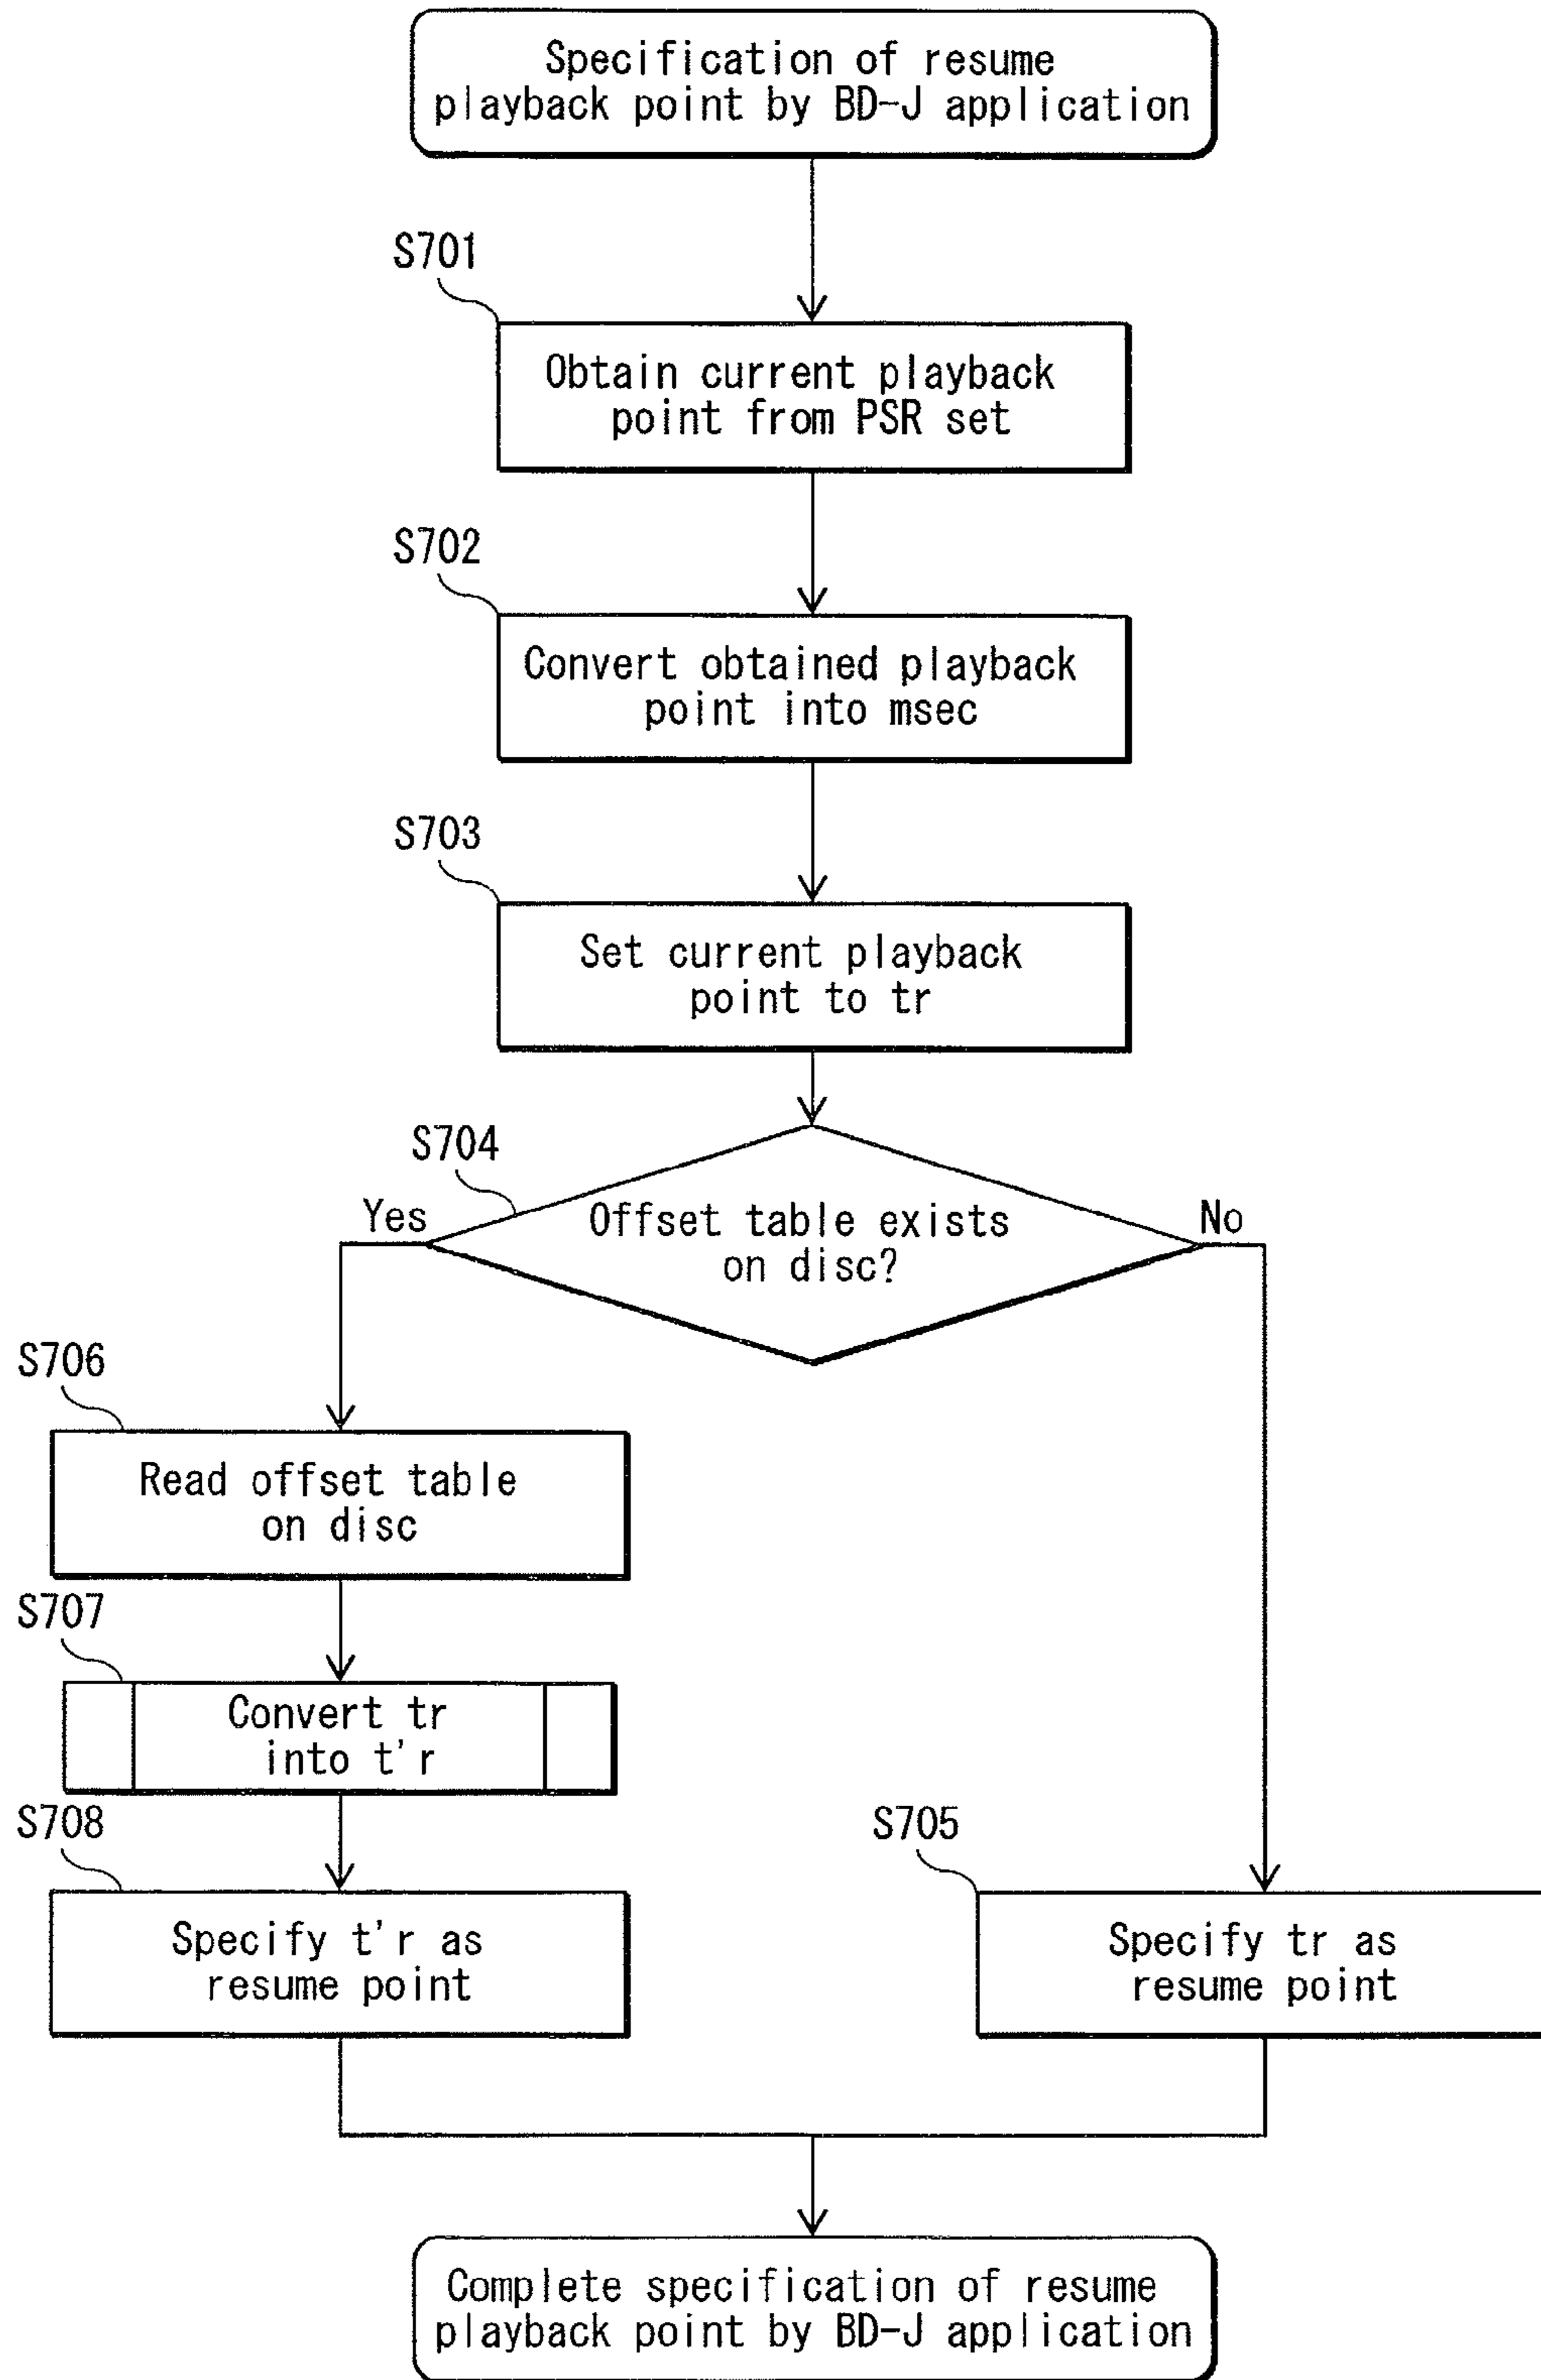 Specification of resume
playback point by BD-J application
S701
Obtain current playback
point from PSR set
S702
Convert obtained playback
point into msec
S703
Set current playback
point to tr
S704
Yes
Offset table exists
on disc?
No
S706
Read offset table
on disc
S707
Convert tr
into t'r
S708
Specify t'r as
resume point
S705
Specify tr as
resume point
Complete specification of resume
playback point by BD-J application